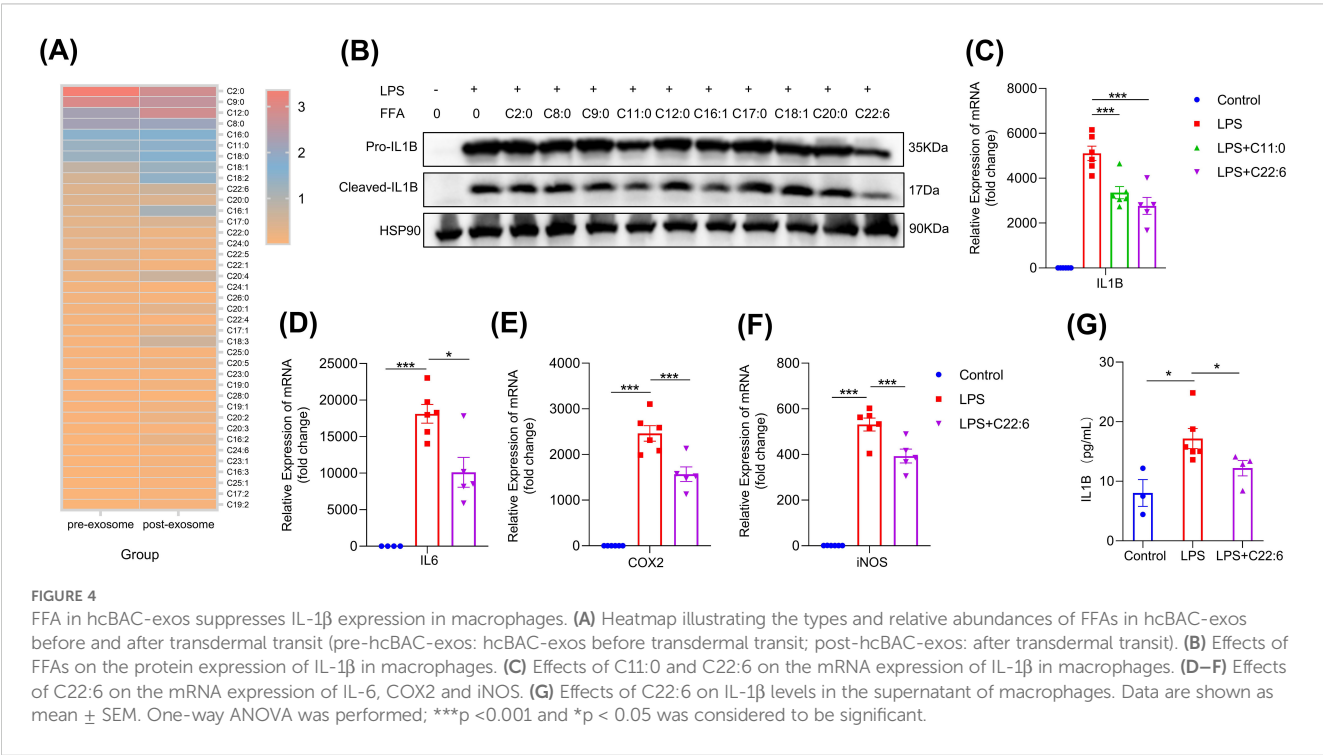 (A)
C2:0
C9:0
C12:0
C8:0
C16:0
C11:0
C18:0
C18:1
C18:2
C22:6
C20:0
C16:1
C17:0
C22:0
C24:0
C22:5
C22:1
C20:4
C24:1
C26:0
C20:1
C22:4
C17:1
C18:3
C25:0
C20:5
C23:0
C19:0
C28:0
C19:1
C20:2
C20:3
C16:2
C24:6
C23:1
C16:3
C25:1
C17:2
C19:2
3
2
1
pre-exosome post-exosome
Group
(B)
LPS - + + + + + + + + + +
FFA 0 0 C2:0 C8:0 C9:0 C11:0 C12:0 C16:1 C17:0 C18:1 C20:0 C22:6
Pro-IL1B 35KDa
Cleaved-IL1B 17Da
HSP90 90KDa
(C)
Relative Expression of mRNA
(fold change)
8000
6000
4000
2000
0
***
***
IL1B
Control
LPS
LPS+C11:0
LPS+C22:6
(D)
Relative Expression of mRNA
(fold change)
25000
20000
15000
10000
5000
0
*** *
IL6
(E)
Relative Expression of mRNA
(fold change)
4000
3000
2000
1000
0
*** ***
COX2
(F)
Relative Expression of mRNA
(fold change)
800
600
400
200
0
*** ***
iNOS
Control
LPS
LPS+C22:6
(G)
IL1B (pg/mL)
30
20
10
0
* *
Control LPS LPS+C22:6
FIGURE 4
FFA in hcBAC-exos suppresses IL-1β expression in macrophages. (A) Heatmap illustrating the types and relative abundances of FFAs in hcBAC-exos
before and after transdermal transit (pre-hcBAC-exos: hcBAC-exos before transdermal transit; post-hcBAC-exos: after transdermal transit). (B) Effects of
FFAs on the protein expression of IL-1β in macrophages. (C) Effects of C11:0 and C22:6 on the mRNA expression of IL-1β in macrophages. (D–F) Effects
of C22:6 on the mRNA expression of IL-6, COX2 and iNOS. (G) Effects of C22:6 on IL-1β levels in the supernatant of macrophages. Data are shown as
mean ± SEM. One-way ANOVA was performed; ***p <0.001 and *p < 0.05 was considered to be significant.